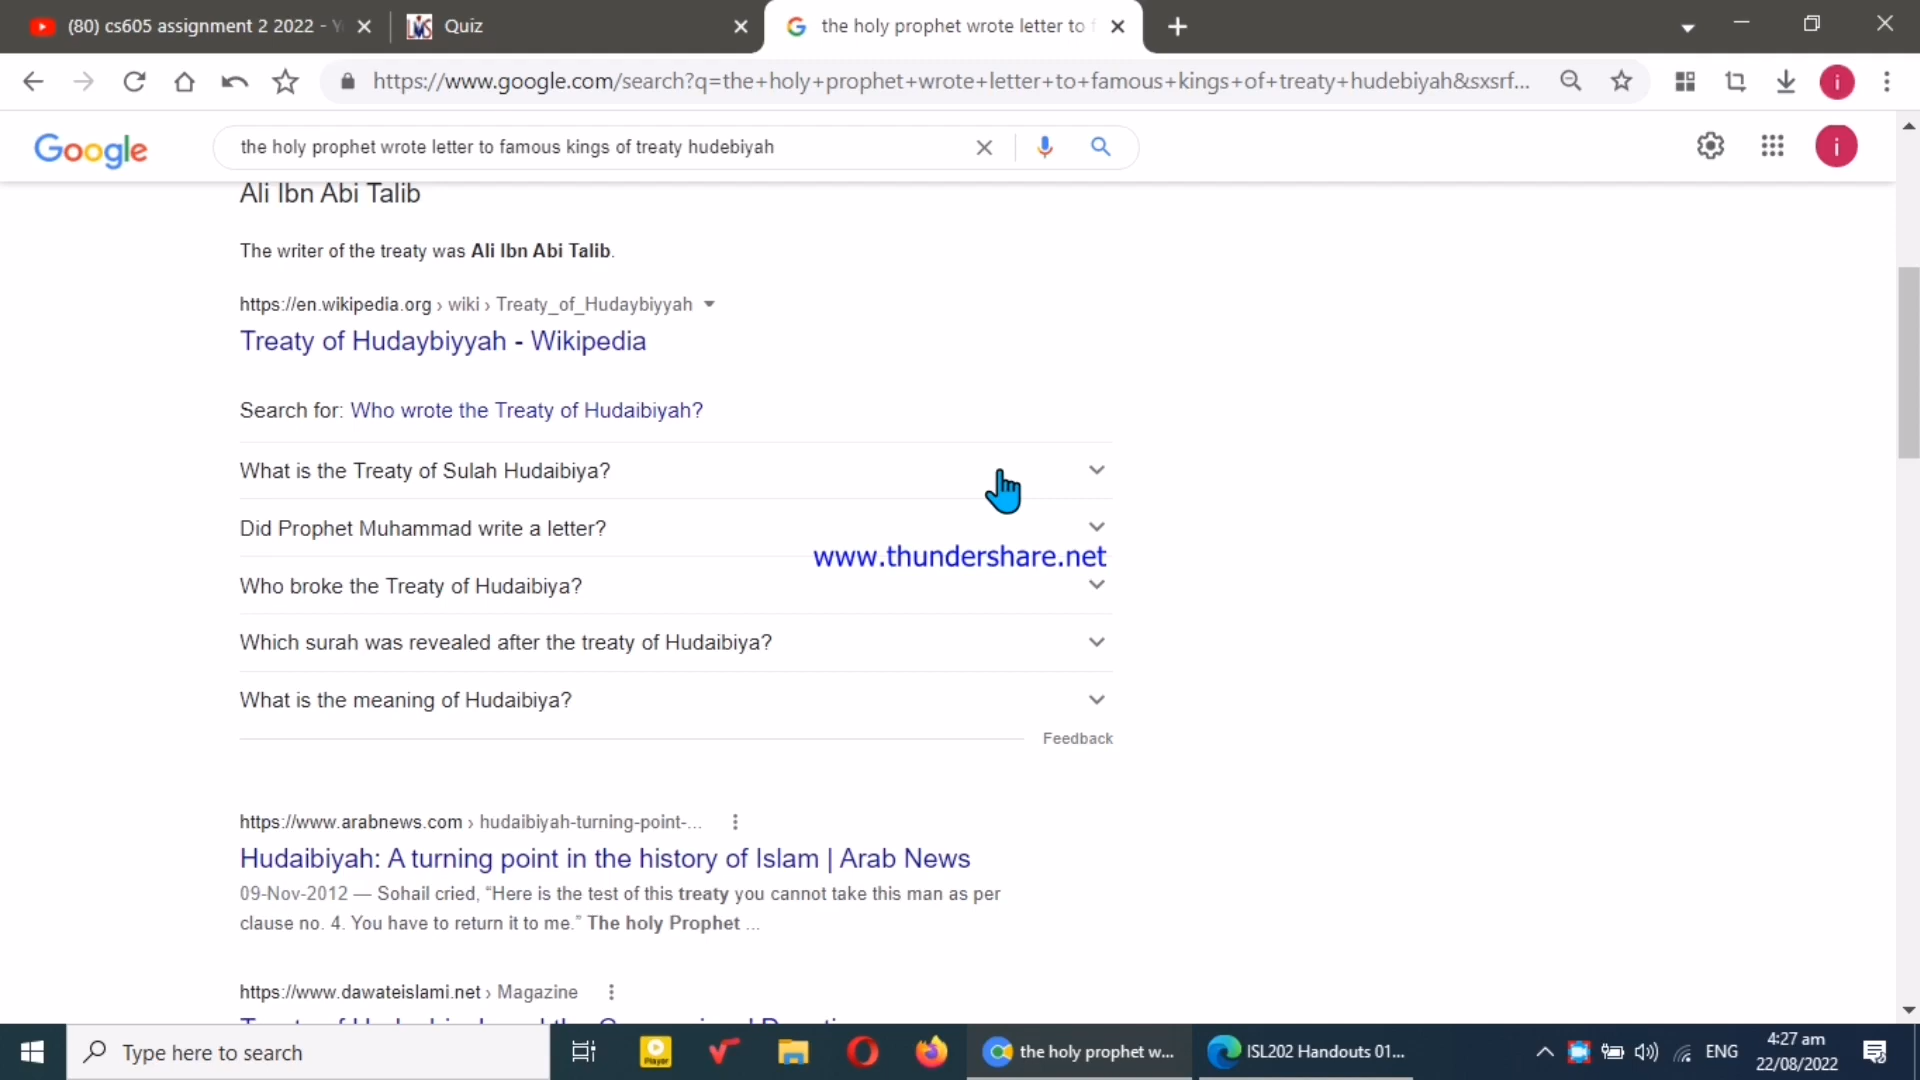 (80) cs605 assignment 2 2022 -
Quiz
the holy prophet wrote letter to
https://www.google.com/search?q=the+holy+prophet+wrote+letter+to+famous+kings+of+treaty+hudebiyah&sxsrf...
i
Google
the holy prophet wrote letter to famous kings of treaty hudebiyah
i
Ali Ibn Abi Talib
The writer of the treaty was Ali Ibn Abi Talib.
https://en.wikipedia.org › wiki › Treaty_of_Hudaybiyyah
Treaty of Hudaybiyyah - Wikipedia
Search for: Who wrote the Treaty of Hudaibiyah?
What is the Treaty of Sulah Hudaibiya?
Did Prophet Muhammad write a letter?
www.thundershare.net
Who broke the Treaty of Hudaibiya?
Which surah was revealed after the treaty of Hudaibiya?
What is the meaning of Hudaibiya?
Feedback
https://www.arabnews.com › hudaibiyah-turning-point-...
Hudaibiyah: A turning point in the history of Islam | Arab News
09-Nov-2012 — Sohail cried, “Here is the test of this treaty you cannot take this man as per
clause no. 4. You have to return it to me.” The holy Prophet ...
https://www.dawateislami.net › Magazine
Type here to search
Player
the holy prophet w...
ISL202 Handouts 01...
ENG
4:27 am
22/08/2022